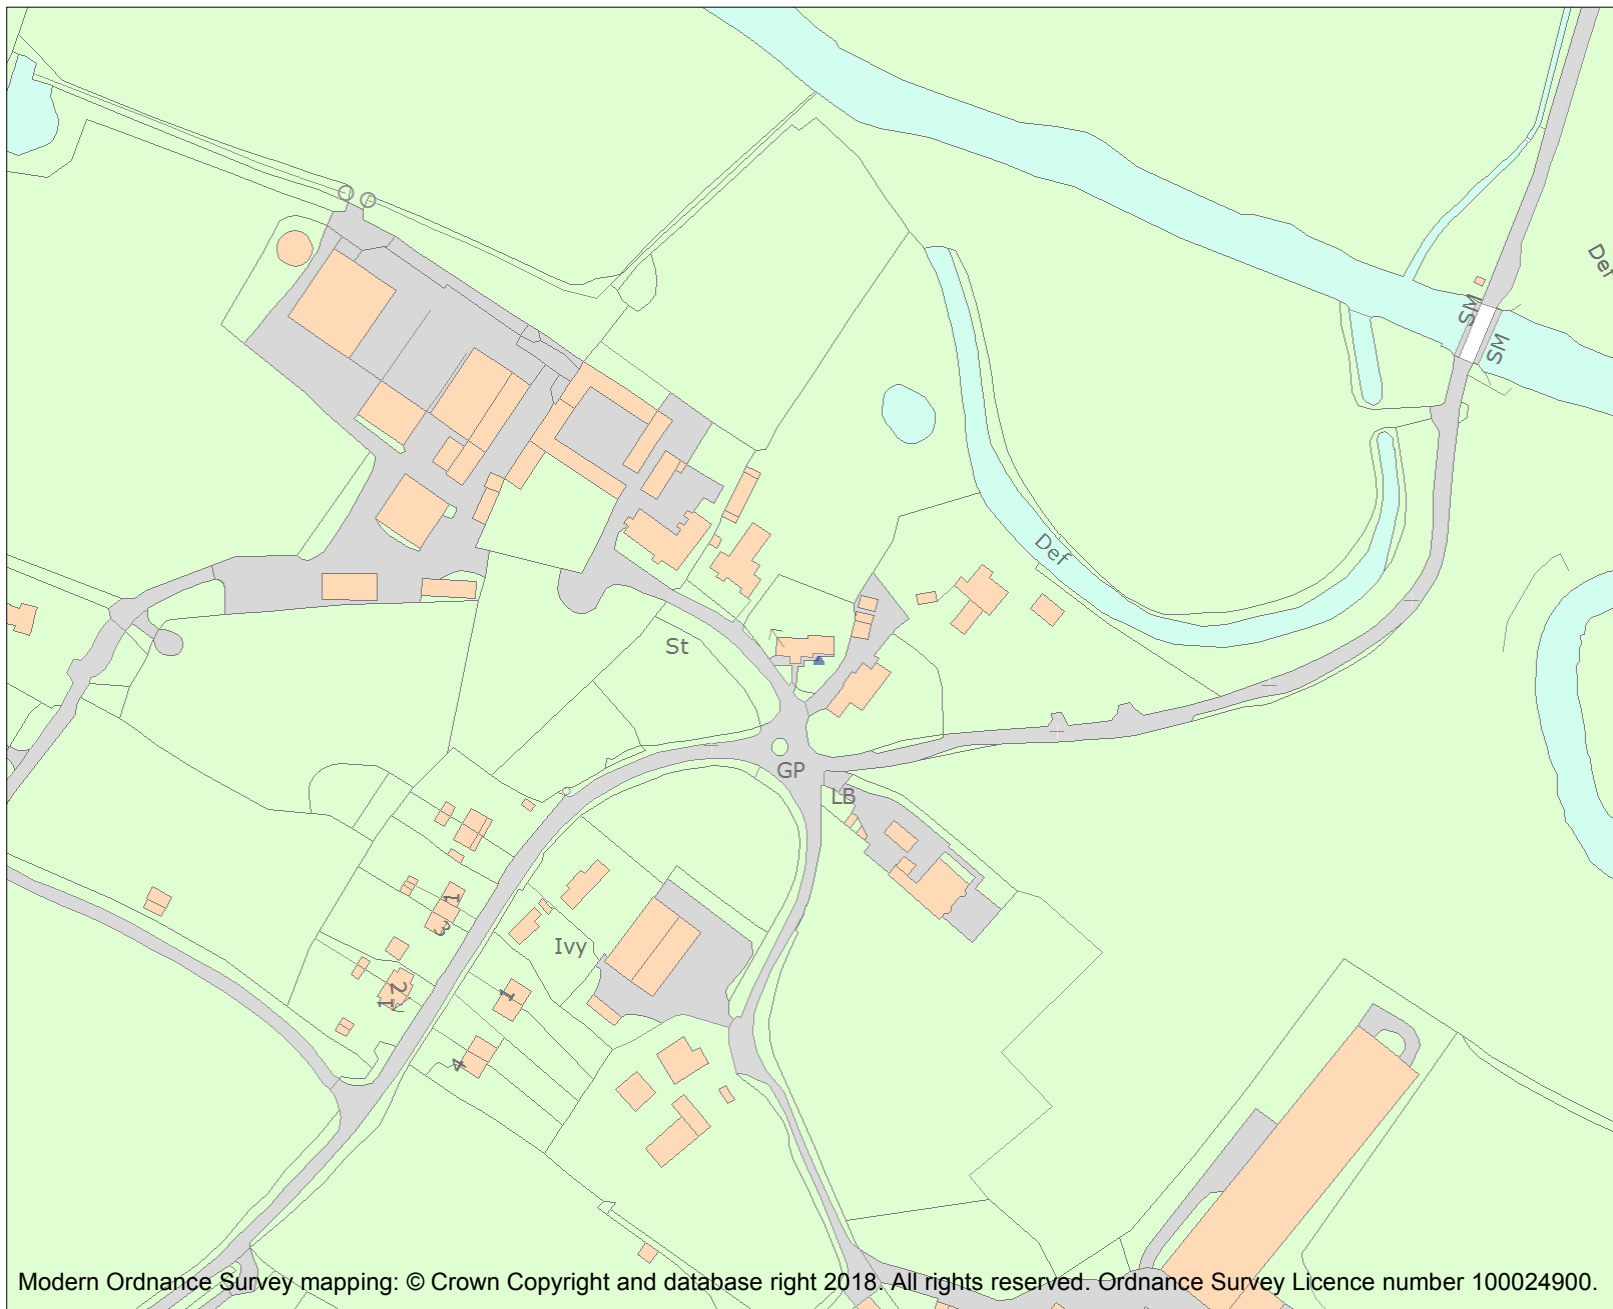 Def
SM
SM
Def
St
GP
LB
1
3
Ivy
2
1
1
4
Modern Ordnance Survey mapping: © Crown Copyright and database right 2018. All rights reserved. Ordnance Survey Licence number 100024900.